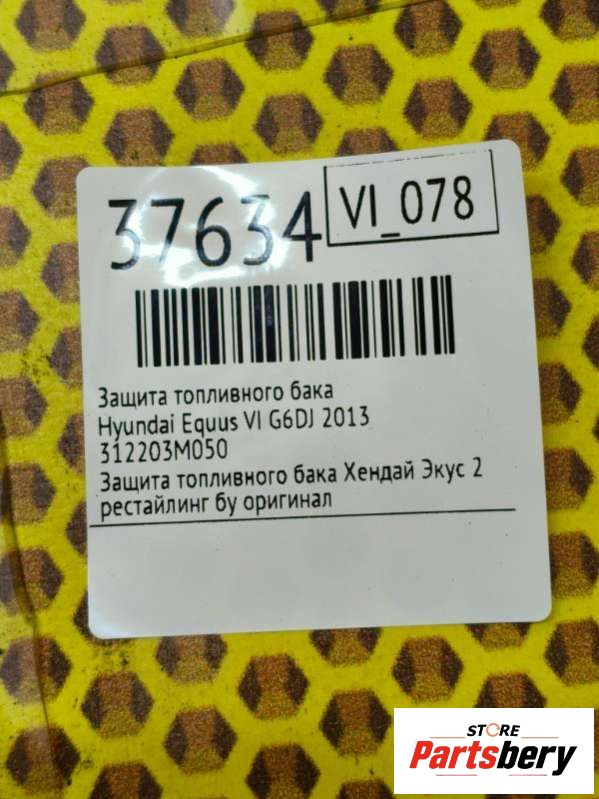 37634
VI_078
Защита топливного бака
Hyundai Equus VI G6DJ 2013
312203M050
Защита топливного бака Хендай Экус 2
рестайлинг бу оригинал
STORE
Partsbery